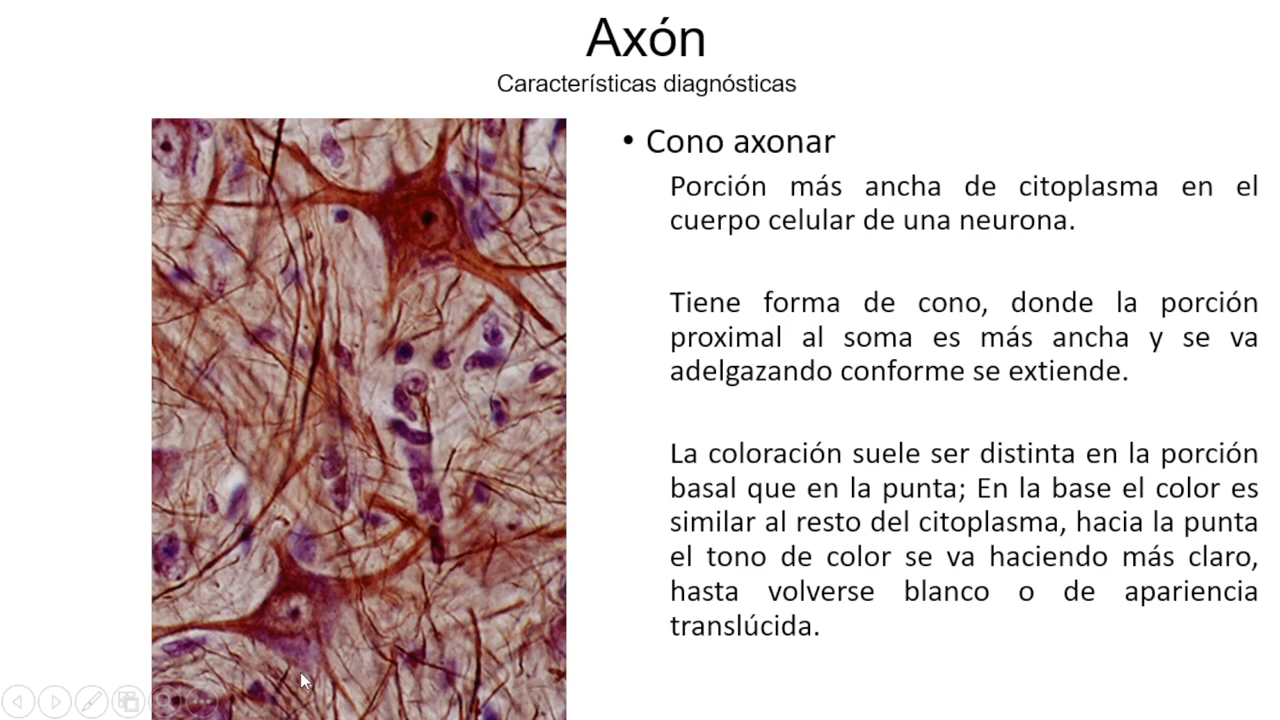 Axón
Características diagnósticas
• Cono axonar
Porción más ancha de citoplasma en el
cuerpo celular de una neurona.
Tiene forma de cono, donde la porción
proximal al soma es más ancha y se va
adelgazando conforme se extiende.
La coloración suele ser distinta en la porción
basal que en la punta; En la base el color es
similar al resto del citoplasma, hacia la punta
el tono de color se va haciendo más claro,
hasta volverse blanco o de apariencia
translúcida.